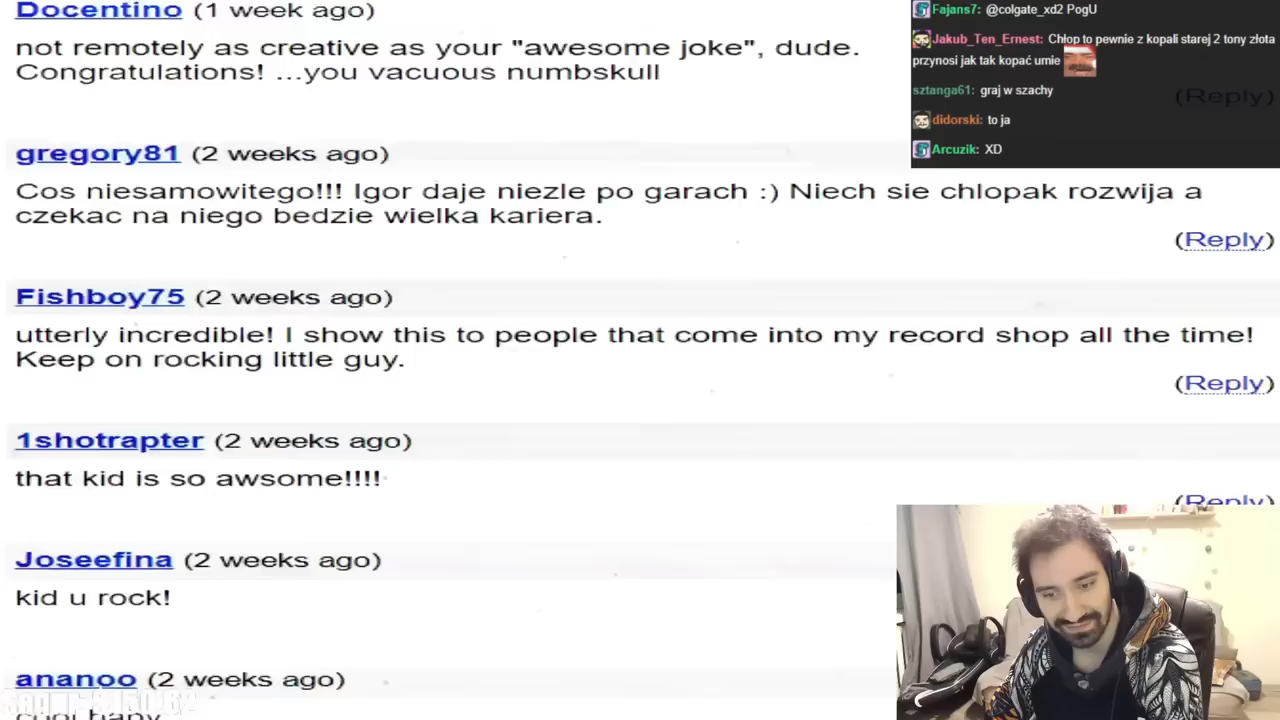 Docentino (1 week ago)
not remotely as creative as your "awesome joke", dude.
Congratulations! ...you vacuous numbskull
(Reply)
gregory81 (2 weeks ago)
Cos niesamowitego!!! Igor daje niezle po garach :) Niech sie chlopak rozwija a
czekac na niego bedzie wielka kariera.
(Reply)
Fishboy75 (2 weeks ago)
utterly incredible! I show this to people that come into my record shop all the time!
Keep on rocking little guy.
(Reply)
1shotrapter (2 weeks ago)
that kid is so awsome!!!!
(Reply)
Joseefina (2 weeks ago)
kid u rock!
ananoo (2 weeks ago)
cool baby
Fajans7: @colgate_xd2 PogU
Jakub_Ten_Ernest: Chłop to pewnie z kopali starej 2 tony złota
przynosi jak tak kopać umie
sztanga61: graj w szachy
didorski: to ja
Arcuzik: XD